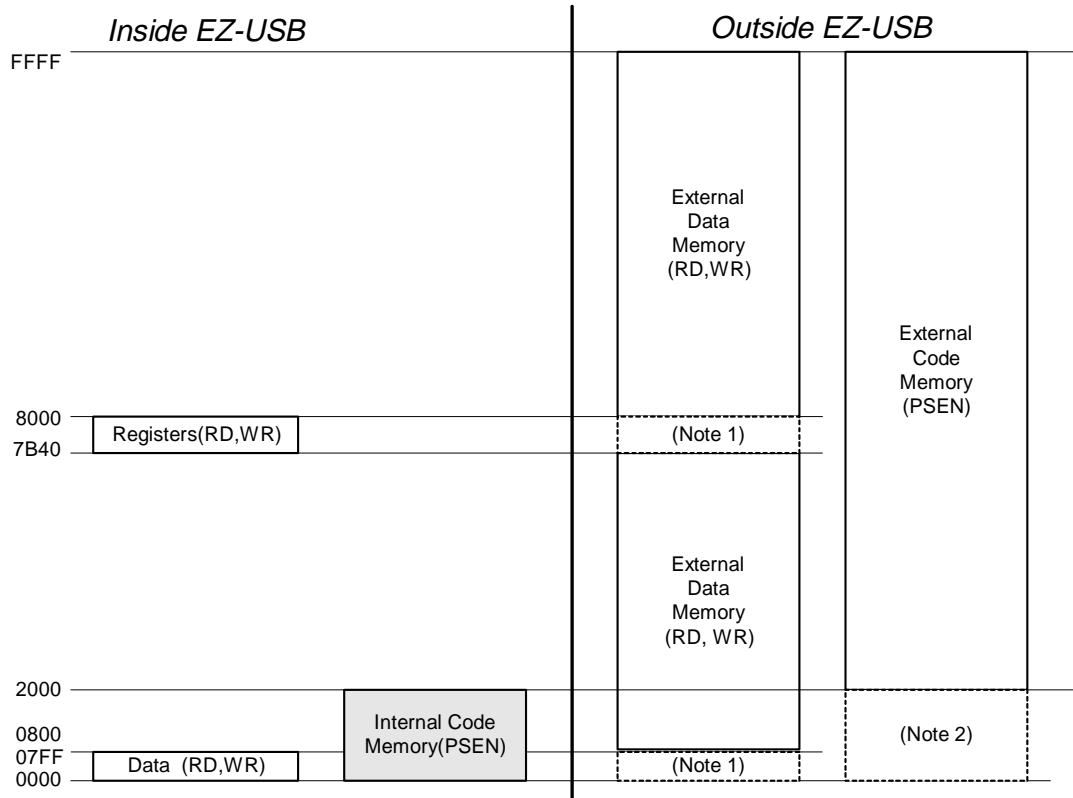 Inside EZ-USB
Outside EZ-USB
FFFF
External
Data
Memory
(RD,WR)
External
Code
Memory
(PSEN)
8000
Registers(RD,WR)
(Note 1)
7B40
External
Data
Memory
(RD, WR)
2000
Internal Code
Memory(PSEN)
0800
(Note 2)
07FF
Data (RD,WR)
(Note 1)
0000